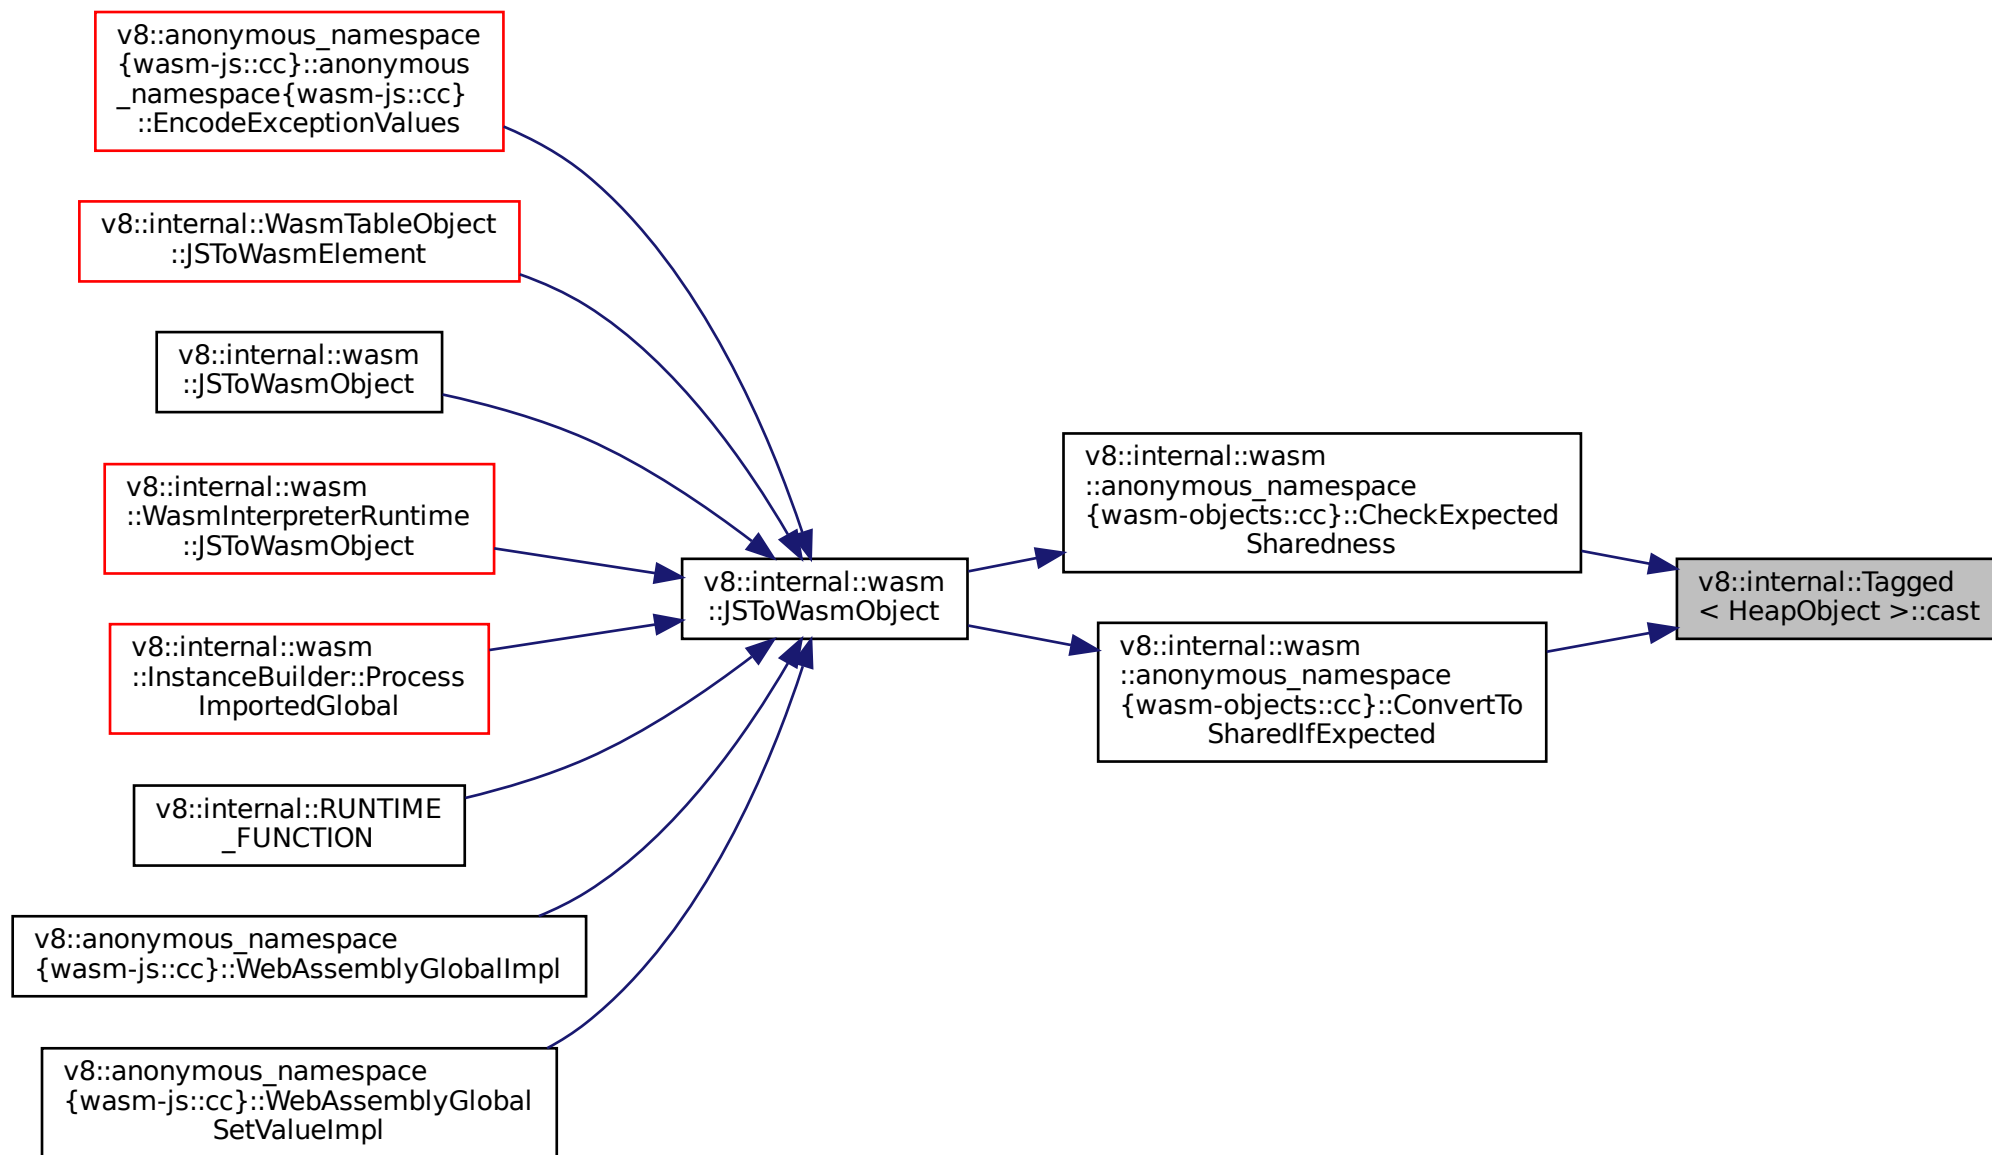 v8::anonymous_namespace
{wasm-js::cc}::anonymous
_namespace{wasm-js::cc}
::EncodeExceptionValues
v8::internal::WasmTableObject
::JSToWasmElement
v8::internal::wasm
::JSToWasmObject
v8::internal::wasm
::WasmInterpreterRuntime
::JSToWasmObject
v8::internal::wasm
::InstanceBuilder::Process
ImportedGlobal
v8::internal::RUNTIME
_FUNCTION
v8::anonymous_namespace
{wasm-js::cc}::WebAssemblyGlobalImpl
v8::anonymous_namespace
{wasm-js::cc}::WebAssemblyGlobal
SetValueImpl
v8::internal::wasm
::JSToWasmObject
v8::internal::wasm
::anonymous_namespace
{wasm-objects::cc}::CheckExpected
Sharedness
v8::internal::wasm
::anonymous_namespace
{wasm-objects::cc}::ConvertTo
SharedIfExpected
v8::internal::Tagged
< HeapObject >::cast